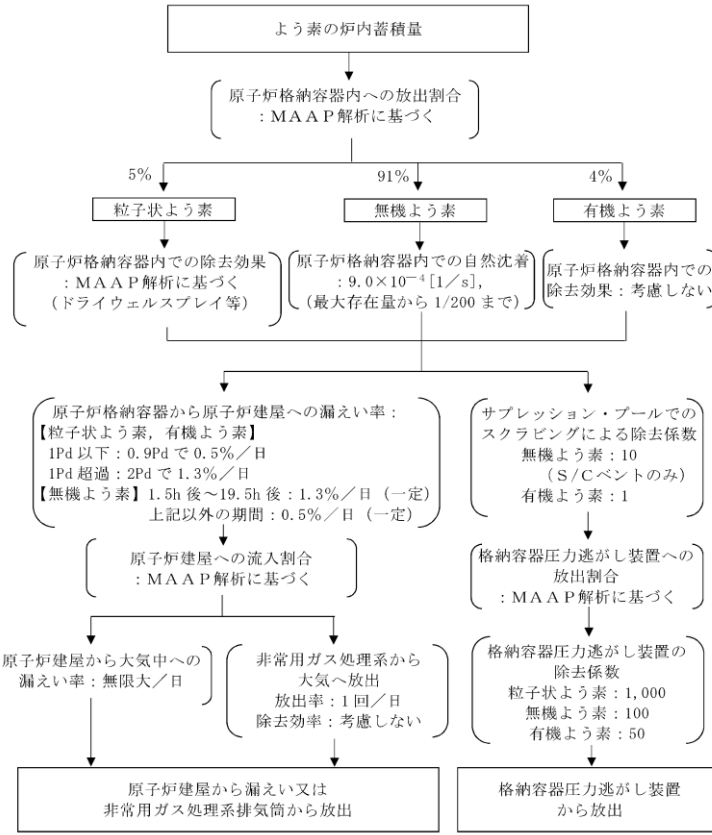 よう素の炉内蓄積量
原子炉格納容器内への放出割合
:MAAP解析に基づく
5%
91%
4%
粒子状よう素
無機よう素
有機よう素
原子炉格納容器内での除去効果
:MAAP解析に基づく
(ドライウェルスプレイ等)
原子炉格納容器内での自然沈着
:9.0×10⁻⁴[1/s],
(最大存在量から 1/200 まで)
原子炉格納容器内での
除去効果:考慮しない
原子炉格納容器から原子炉建屋への漏えい率:
【粒子状よう素,有機よう素】
1Pd 以下:0.9Pd で 0.5%/日
1Pd 超過:2Pd で 1.3%/日
【無機よう素】1.5h 後~19.5h 後:1.3%/日(一定)
上記以外の期間:0.5%/日(一定)
サプレッション・プールでの
スクラビングによる除去係数
無機よう素:10
(S/Cベントのみ)
有機よう素:1
原子炉建屋への流入割合
:MAAP解析に基づく
格納容器圧力逃がし装置への
放出割合
:MAAP解析に基づく
原子炉建屋から大気中への
漏えい率:無限大/日
非常用ガス処理系から
大気へ放出
放出率:1回/日
除去効率:考慮しない
格納容器圧力逃がし装置の
除去係数
粒子状よう素:1,000
無機よう素:100
有機よう素:50
原子炉建屋から漏えい又は
非常用ガス処理系排気筒から放出
格納容器圧力逃がし装置
から放出